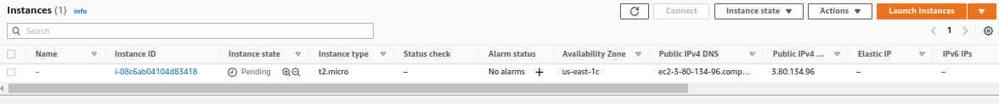 Instances (1) Info Connect Instance state Actions Launch instances
Search 1
Name Instance ID Instance state Instance type Status check Alarm status Availability Zone Public IPv4 DNS Public IPv4 ... Elastic IP IPv6 IPs
– i-08c6ab04104d83418 Pending t2.micro – No alarms + us-east-1c ec2-3-80-134-96.comp... 3.80.134.96 – –